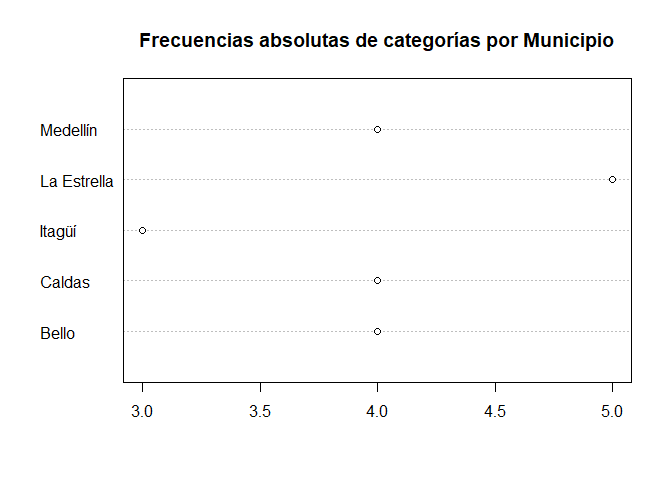 Frecuencias absolutas de categorías por Municipio
Medellín
La Estrella
Itagüí
Caldas
Bello
3.0 3.5 4.0 4.5 5.0